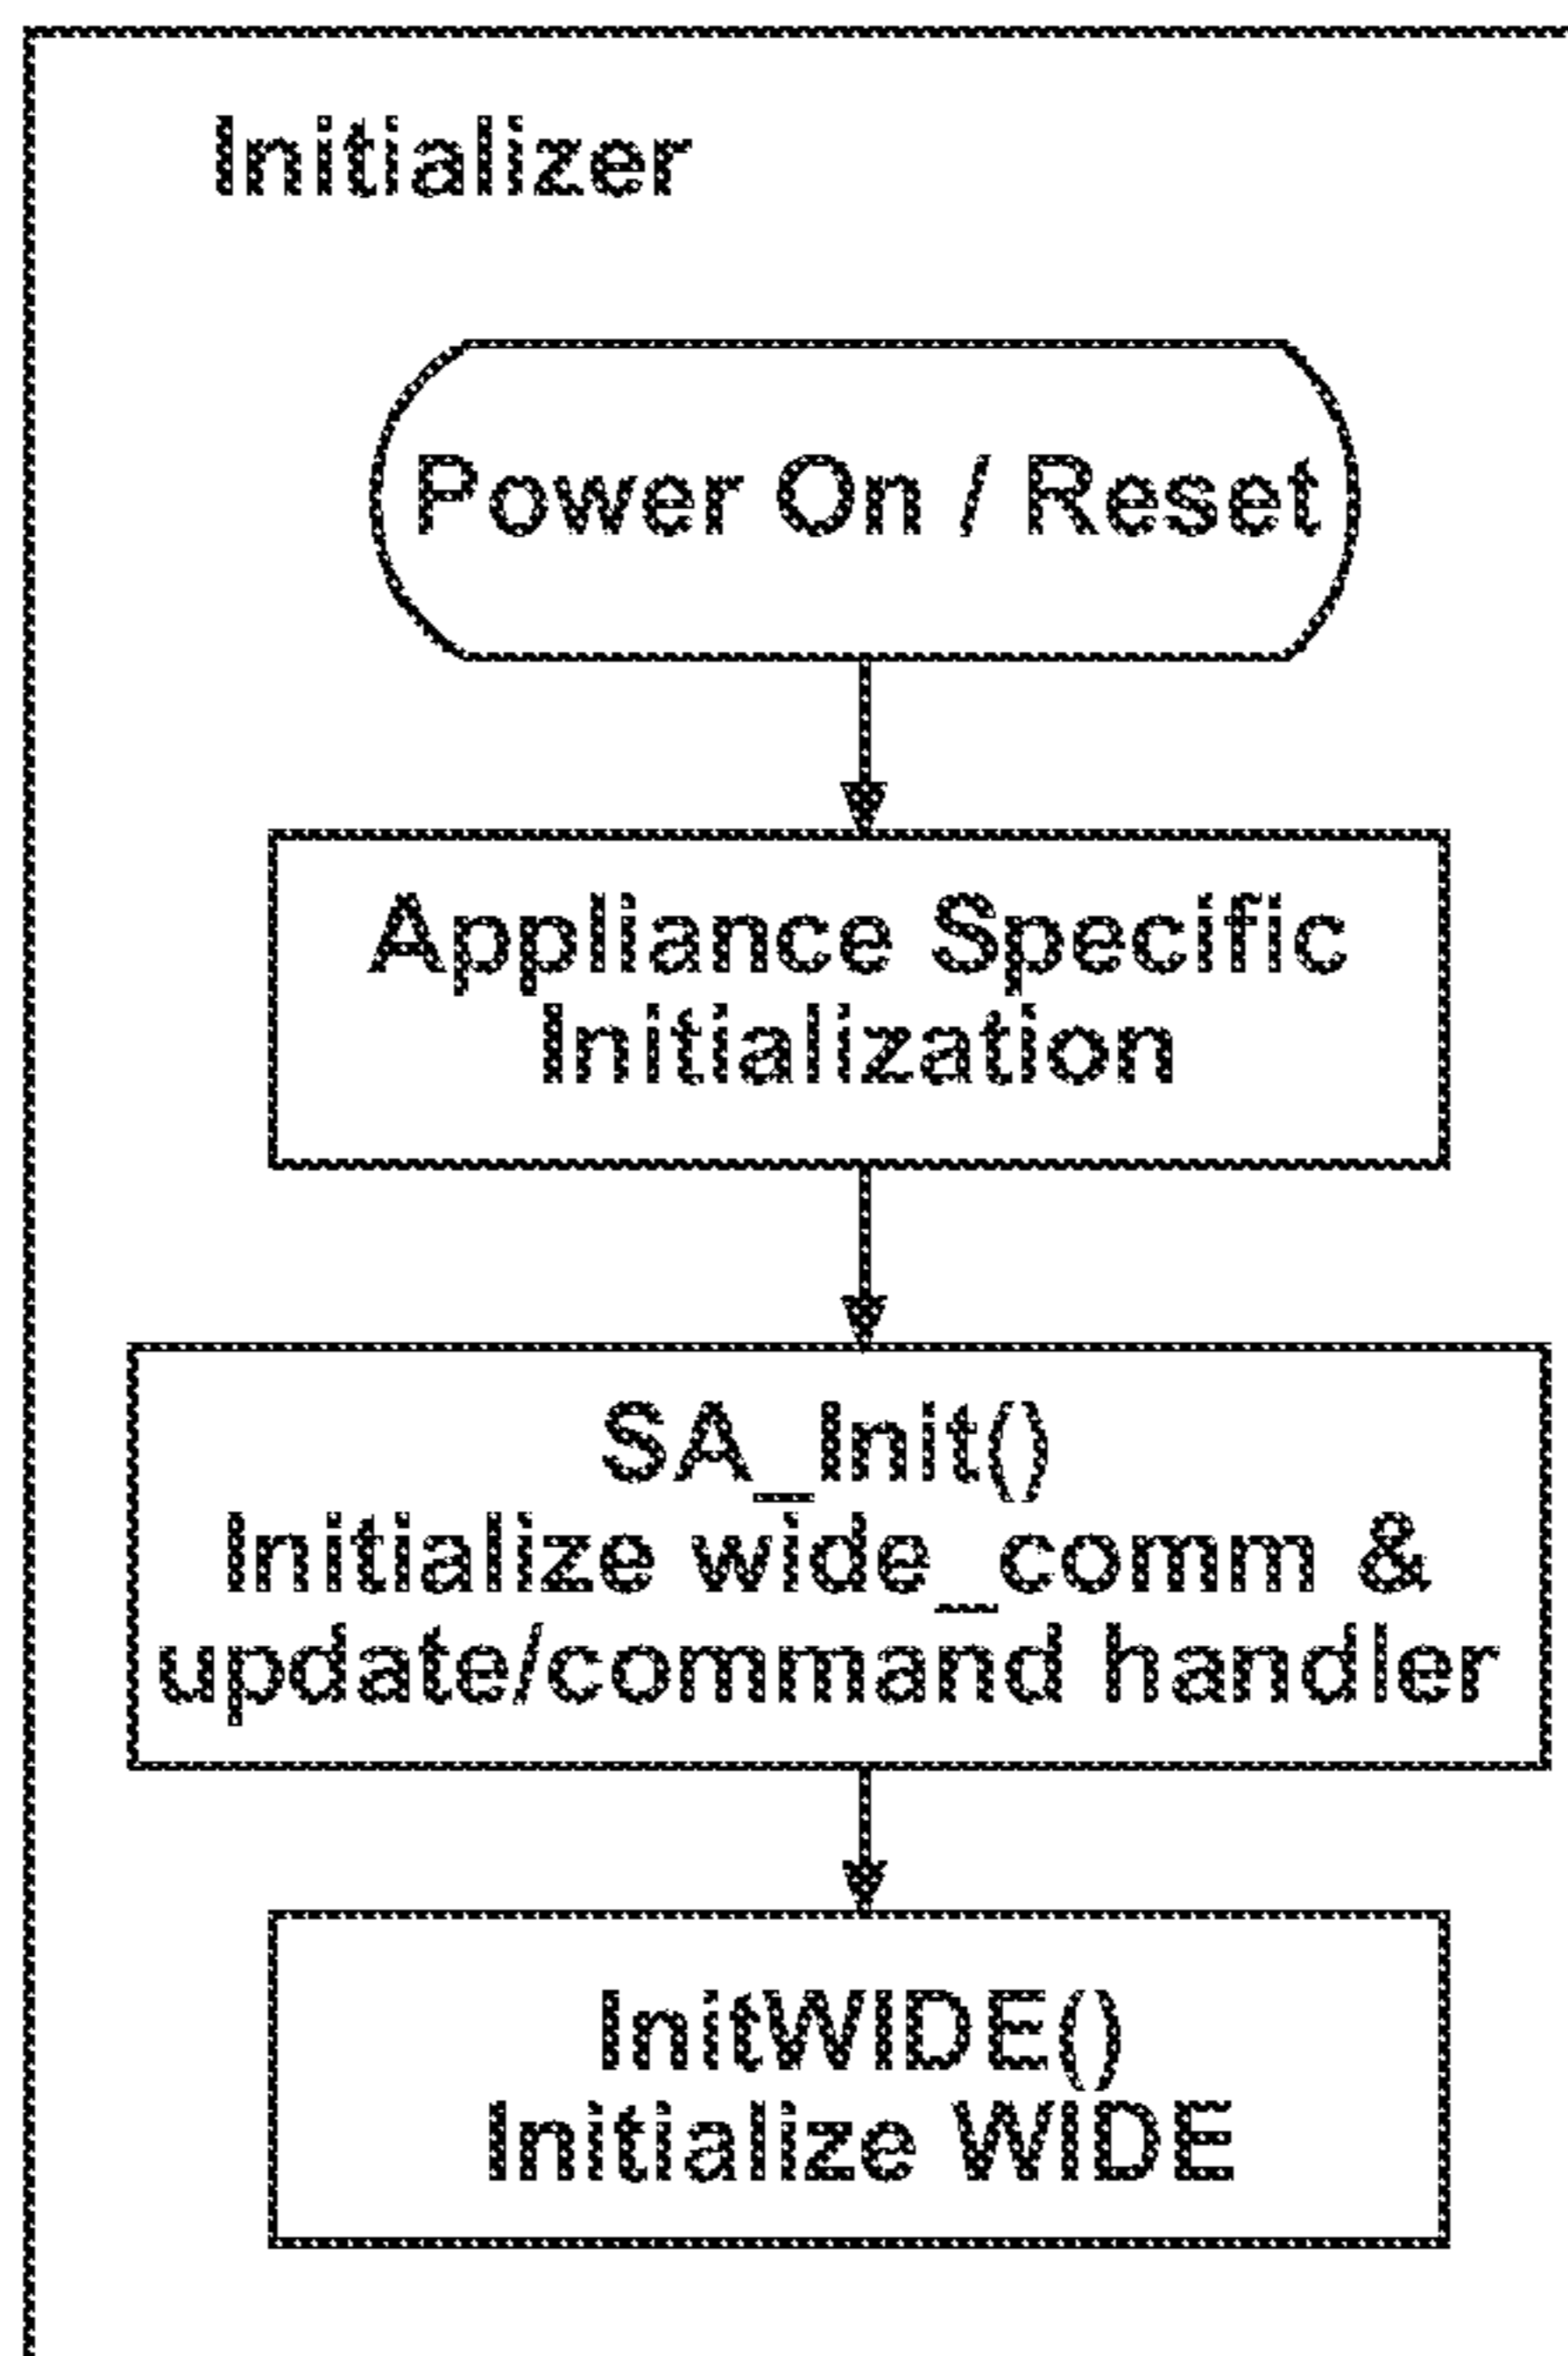 Initializer
Power On / Reset
Appliance Specific
Initialization
SA_Init()
Initialize wide_comm &
update/command handler
InitWIDE()
Initialize WIDE